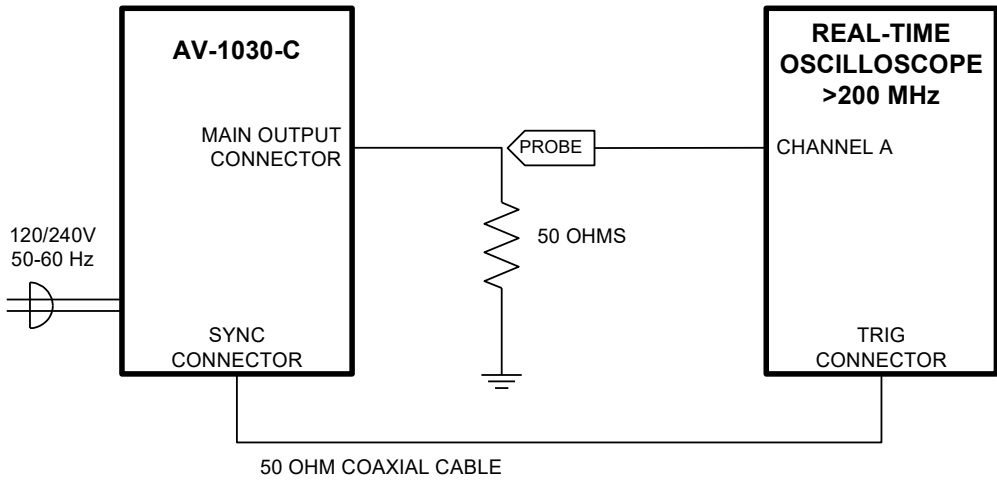 AV-1030-C
MAIN OUTPUT
CONNECTOR
120/240V
50-60 Hz
SYNC
CONNECTOR
PROBE
50 OHMS
REAL-TIME
OSCILLOSCOPE
>200 MHz
CHANNEL A
TRIG
CONNECTOR
50 OHM COAXIAL CABLE